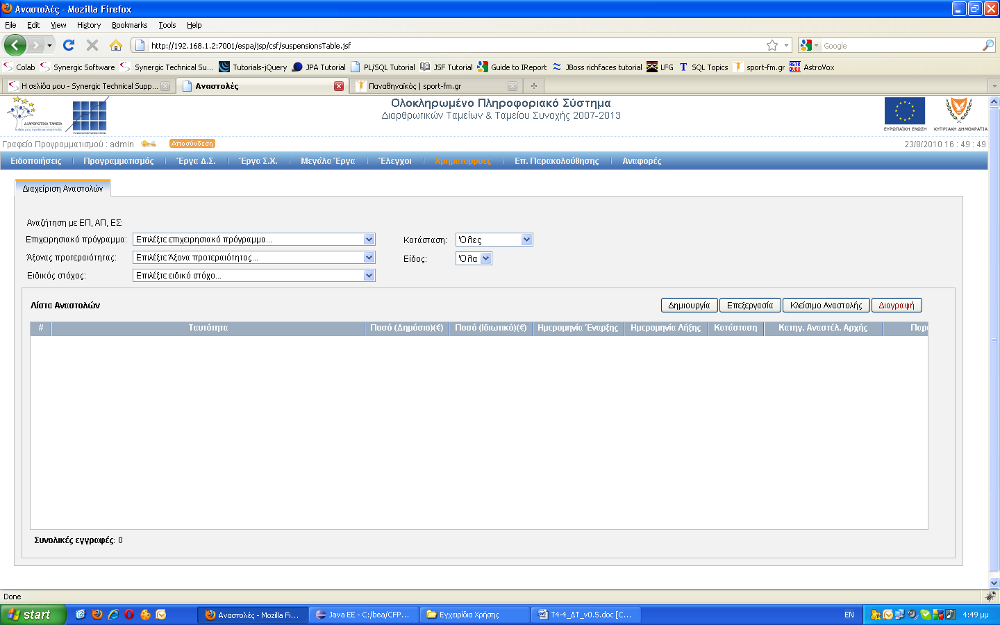 Αναστολές - Mozilla Firefox
File Edit View History Bookmarks Tools Help
http://192.168.1.2:7001/espa/jsp/csf/suspensionsTable.jsf
Google
Colab Synergic Software Synergic Technical Su... Tutorials-jQuery JPA Tutorial PL/SQL Tutorial JSF Tutorial Guide to IReport JBoss richfaces tutorial LFG SQL Topics sport-fm.gr AstroVox
Η σελίδα μου - Synergic Technical Supp... Αναστολές Παναθηναϊκός | sport-fm.gr
Ολοκληρωμένο Πληροφοριακό Σύστημα
Διαρθρωτικών Ταμείων & Ταμείου Συνοχής 2007-2013
ΔΙΑΡΘΡΩΤΙΚΑ ΤΑΜΕΙΑ
ΕΥΡΩΠΑΪΚΗ ΕΝΩΣΗ ΚΥΠΡΙΑΚΗ ΔΗΜΟΚΡΑΤΙΑ
Γραφείο Προγραμματισμού : admin Αποσύνδεση 23/8/2010 16 : 49 : 49
Ειδοποιήσεις Προγραμματισμός Έργα Δ.Σ. Έργα Σ.Χ. Μεγάλα Έργα Έλεγχοι Χρηματορροές Επ. Παρακολούθησης Αναφορές
Διαχείριση Αναστολών
Αναζήτηση με ΕΠ, ΑΠ, ΕΣ:
Επιχειρησιακό πρόγραμμα: Επιλέξτε επιχειρησιακό πρόγραμμα... Κατάσταση: Όλες
Άξονας προτεραιότητας: Επιλέξτε Άξονα προτεραιότητας... Είδος: Όλα
Ειδικός στόχος: Επιλέξτε ειδικό στόχο...
Λίστα Αναστολών Δημιουργία Επεξεργασία Κλείσιμο Αναστολής Διαγραφή
# Ταυτότητα Ποσό (Δημόσιο)(€) Ποσό (Ιδιωτικό)(€) Ημερομηνία Έναρξης Ημερομηνία Λήξης Κατάσταση Κατηγ. Αναστέλ. Αρχής
Συνολικές εγγραφές: 0
Done
start Αναστολές - Mozilla Fi... Java EE - C:/bea/CFP... Εγχειρίδια Χρήσης T4-4_ΔΤ_v0.5.doc [C... EN 4:49 μμ